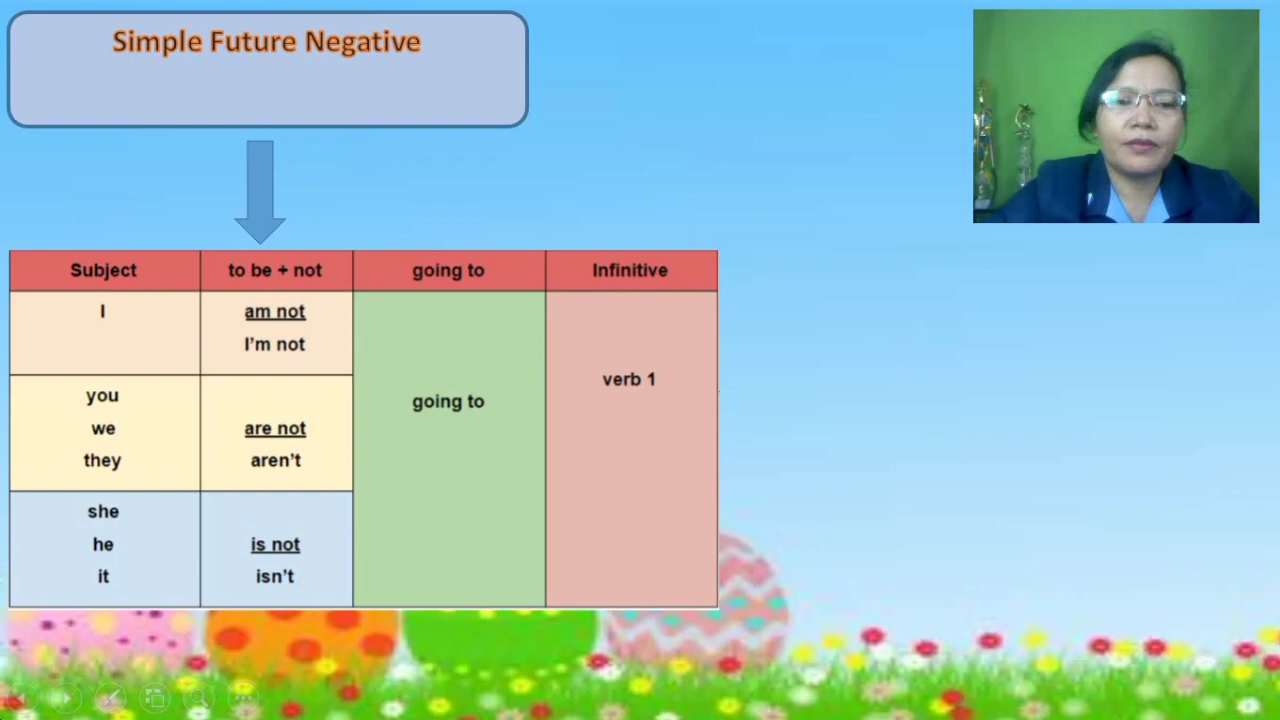 Simple Future Negative
Subject to be + not going to Infinitive
I am not
I'm not
verb 1
you going to
we are not
they aren't
she
he is not
it isn't